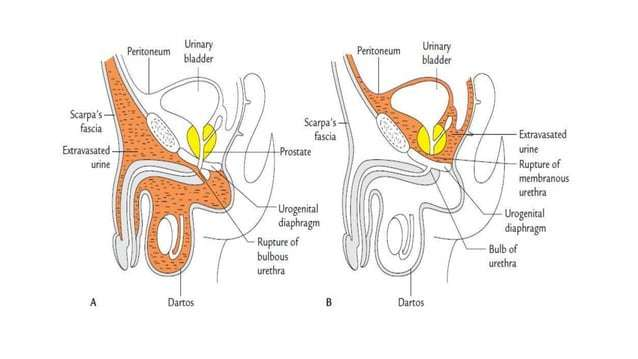 Peritoneum
Urinary
bladder
Scarpa's
fascia
Extravasated
urine
Prostate
Urogenital
diaphragm
Rupture of
bulbous
urethra
A
Dartos
Peritoneum
Urinary
bladder
Scarpa's
fascia
Extravasated
urine
Rupture of
membranous
urethra
Urogenital
diaphragm
Bulb of
urethra
B
Dartos